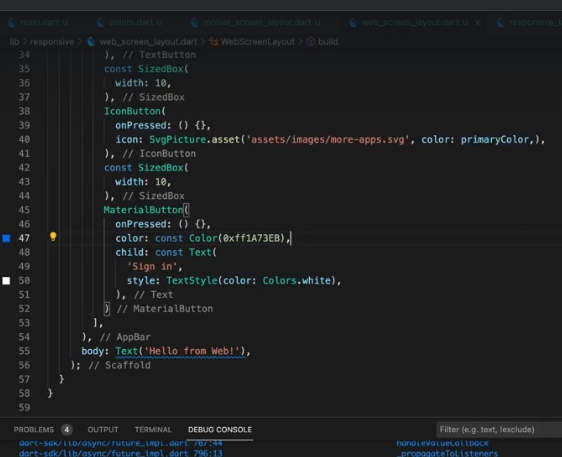 main.dart U colors.dart U mobile_screen_layout.dart U web_screen_layout.dart U × responsive_l
lib > responsive > web_screen_layout.dart > WebScreenLayout > build
34 ), // TextButton
35 const SizedBox(
36 width: 10,
37 ), // SizedBox
38 IconButton(
39 onPressed: () {},
40 icon: SvgPicture.asset('assets/images/more-apps.svg', color: primaryColor,),
41 ), // IconButton
42 const SizedBox(
43 width: 10,
44 ), // SizedBox
45 MaterialButton(
46 onPressed: () {},
47 color: const Color(0xff1A73EB),
48 child: const Text(
49 'Sign in',
50 style: TextStyle(color: Colors.white),
51 ), // Text
52 ) // MaterialButton
53 ],
54 ), // AppBar
55 body: Text('Hello from Web!'),
56 ); // Scaffold
57 }
58 }
59
PROBLEMS 4 OUTPUT TERMINAL DEBUG CONSOLE Filter (e.g. text, !exclude)
dart-sdk/lib/async/future_impl.dart 767:44 handleValueCallback
dart-sdk/lib/async/future_impl.dart 796:13 _propagateToListeners